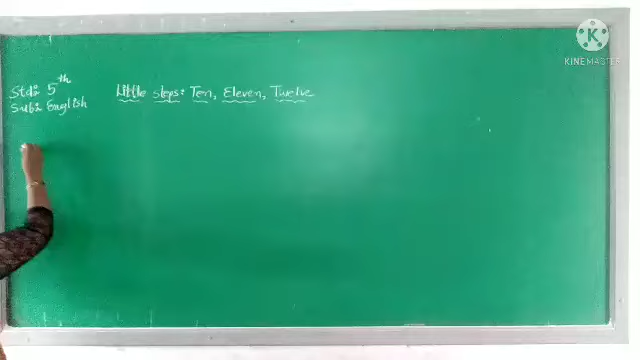 Std: 5th
Sub: English
Little steps: Ten, Eleven, Twelve
K
KINEMASTER